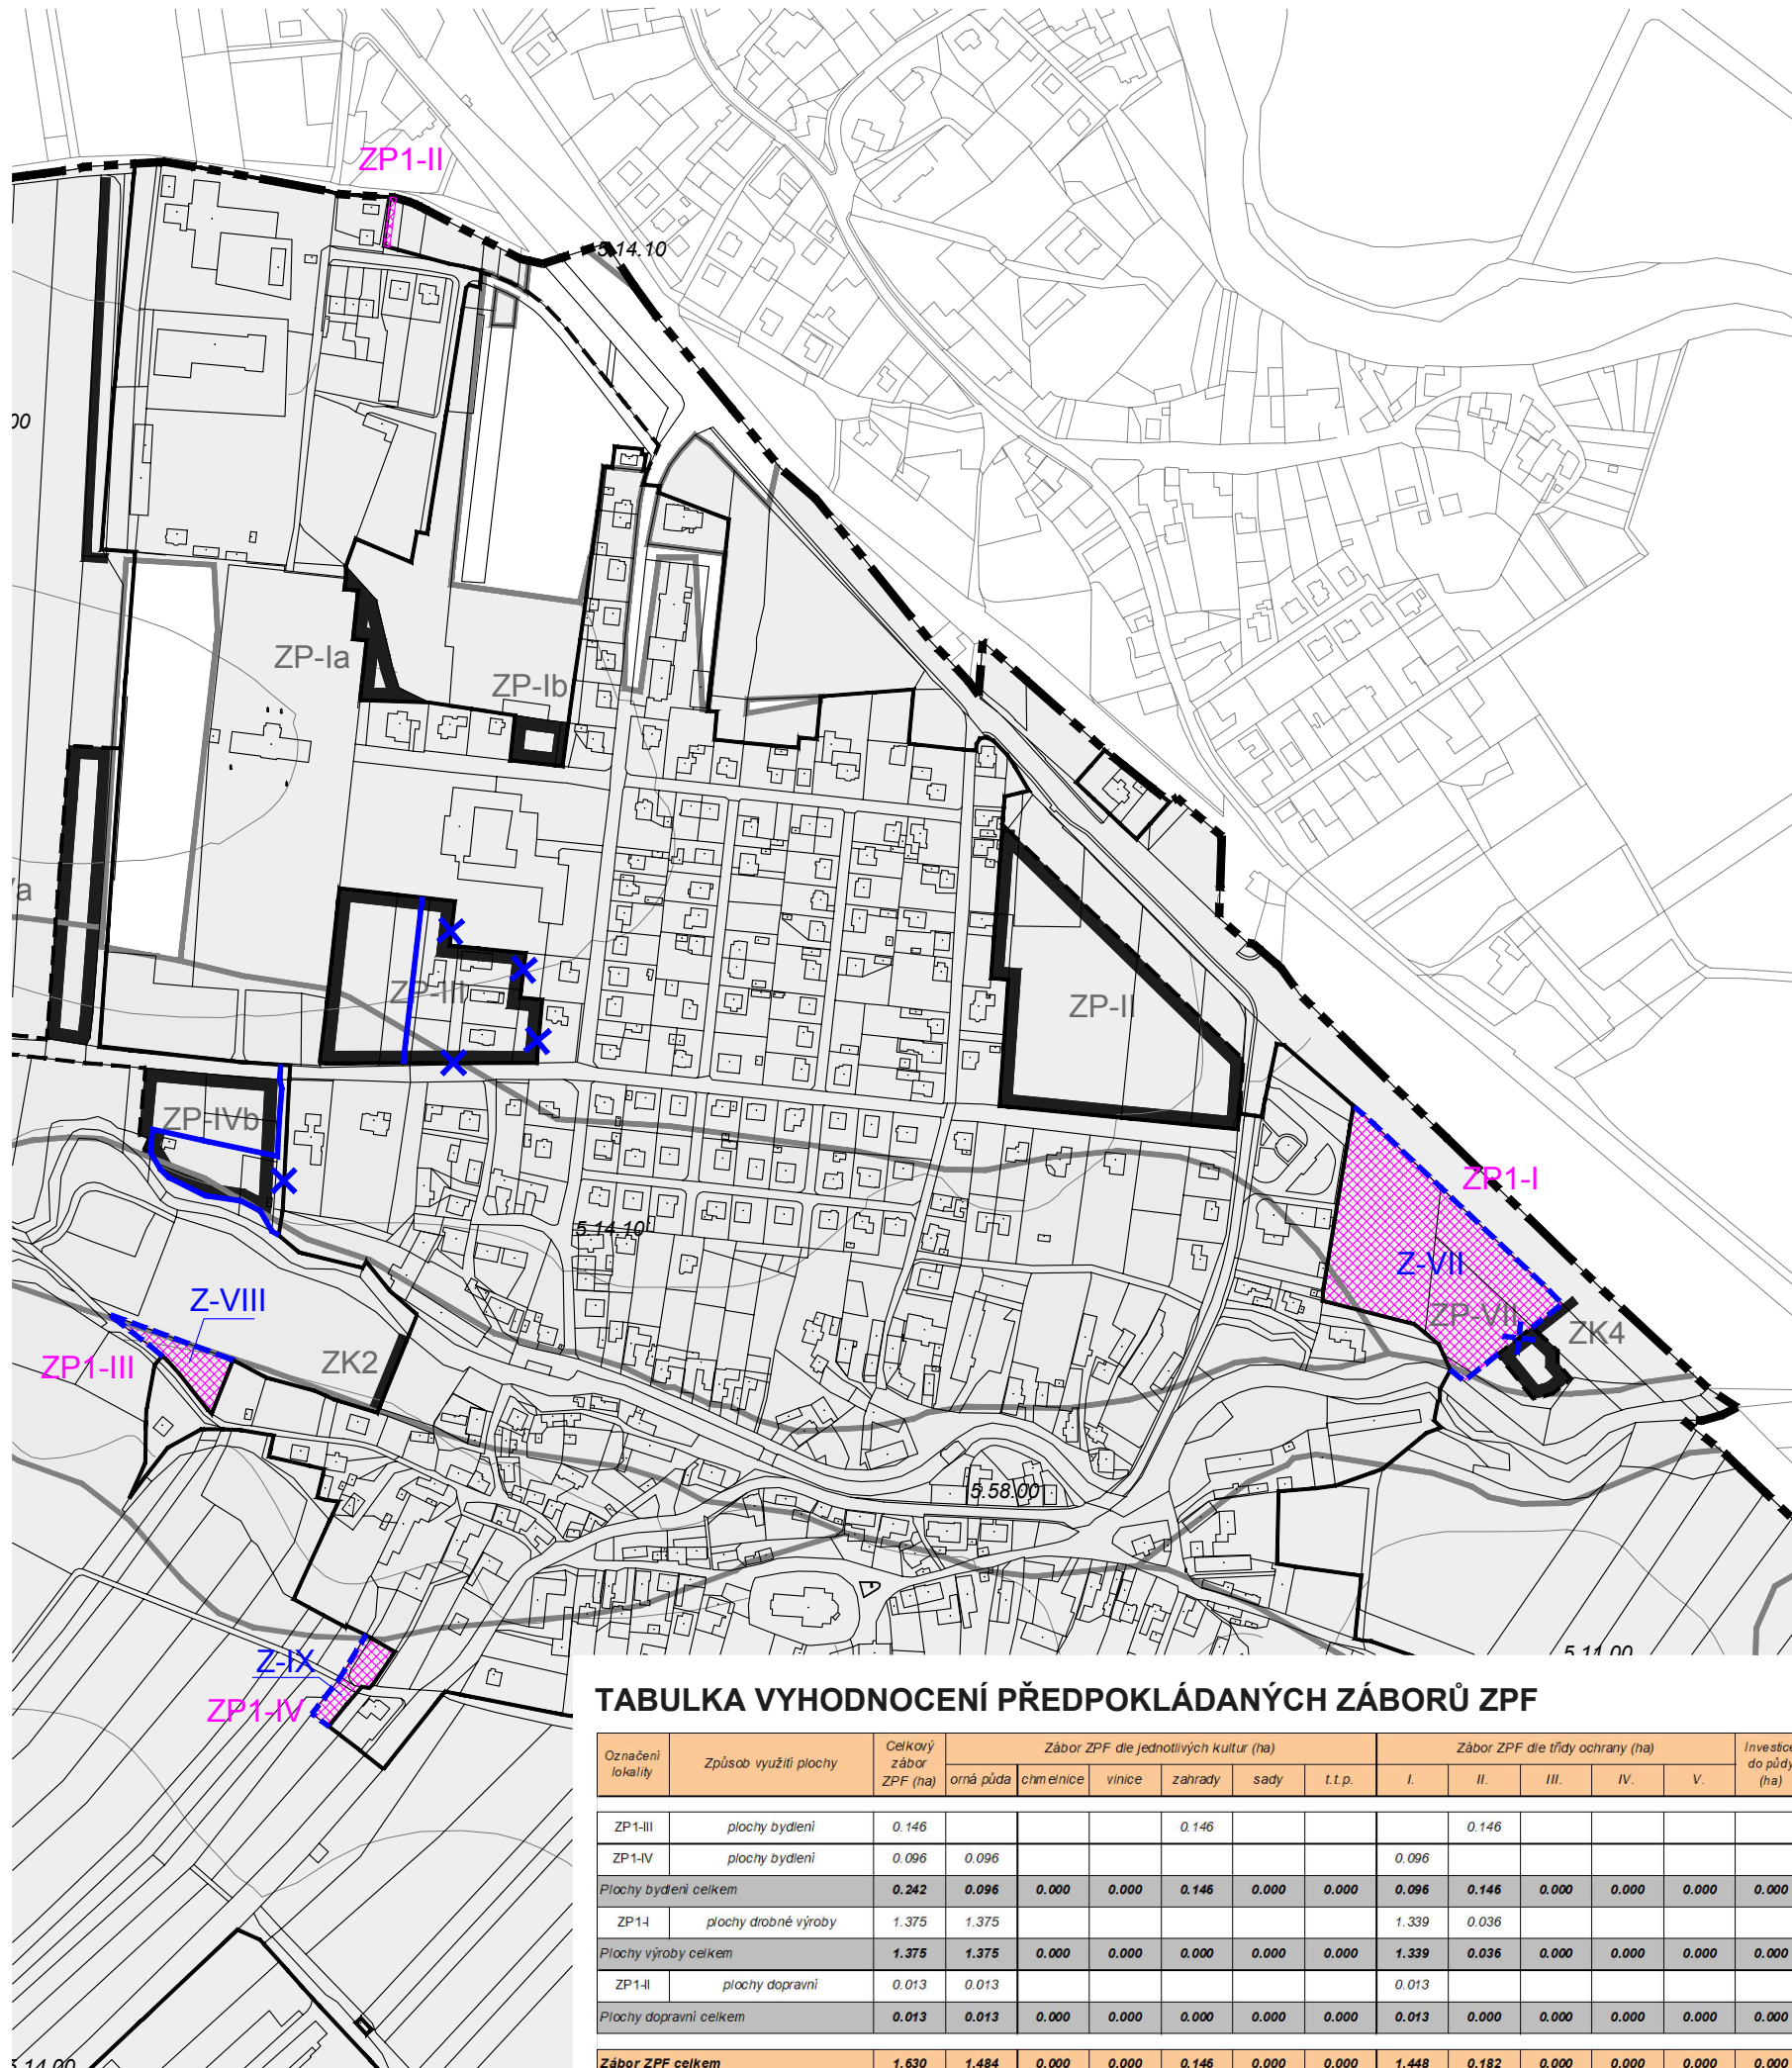 ZP1-II
5.14.10
00
ZP-Ia
ZP-Ib
/a
ZP-III
ZP-II
ZP-IVb
ZP1-I
5.14.10
Z-VII
Z-VIII
ZP-VII
ZK4
ZP1-III
ZK2
5.58.00
5.11.00
Z-IX
ZP1-IV
5.14.00
TABULKA VYHODNOCENÍ PŘEDPOKLÁDANÝCH ZÁBORŮ ZPF
Označení lokality Způsob využití plochy Celkový zábor ZPF (ha) Zábor ZPF dle jednotlivých kultur (ha) Zábor ZPF dle třídy ochrany (ha) Investice do půdy (ha)
orná půda chmelnice vinice zahrady sady t.t.p. I. II. III. IV. V.
ZP1-III plochy bydlení 0.146 0.146 0.146
ZP1-IV plochy bydlení 0.096 0.096 0.096
Plochy bydlení celkem 0.242 0.096 0.000 0.000 0.146 0.000 0.000 0.096 0.146 0.000 0.000 0.000 0.000
ZP1-I plochy drobné výroby 1.375 1.375 1.339 0.036
Plochy výroby celkem 1.375 1.375 0.000 0.000 0.000 0.000 0.000 1.339 0.036 0.000 0.000 0.000 0.000
ZP1-II plochy dopravní 0.013 0.013 0.013
Plochy dopravní celkem 0.013 0.013 0.000 0.000 0.000 0.000 0.000 0.013 0.000 0.000 0.000 0.000 0.000
Zábor ZPF celkem 1.630 1.484 0.000 0.000 0.146 0.000 0.000 1.448 0.182 0.000 0.000 0.000 0.000